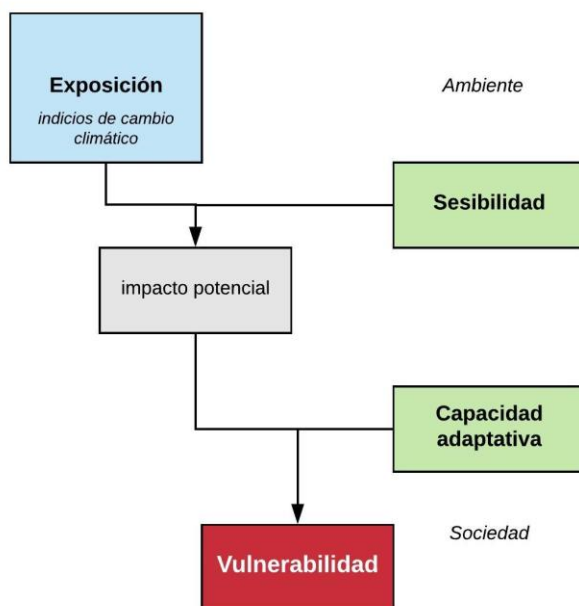 Exposición
indicios de cambio
climático
Ambiente
Sesibilidad
impacto potencial
Capacidad
adaptativa
Sociedad
Vulnerabilidad